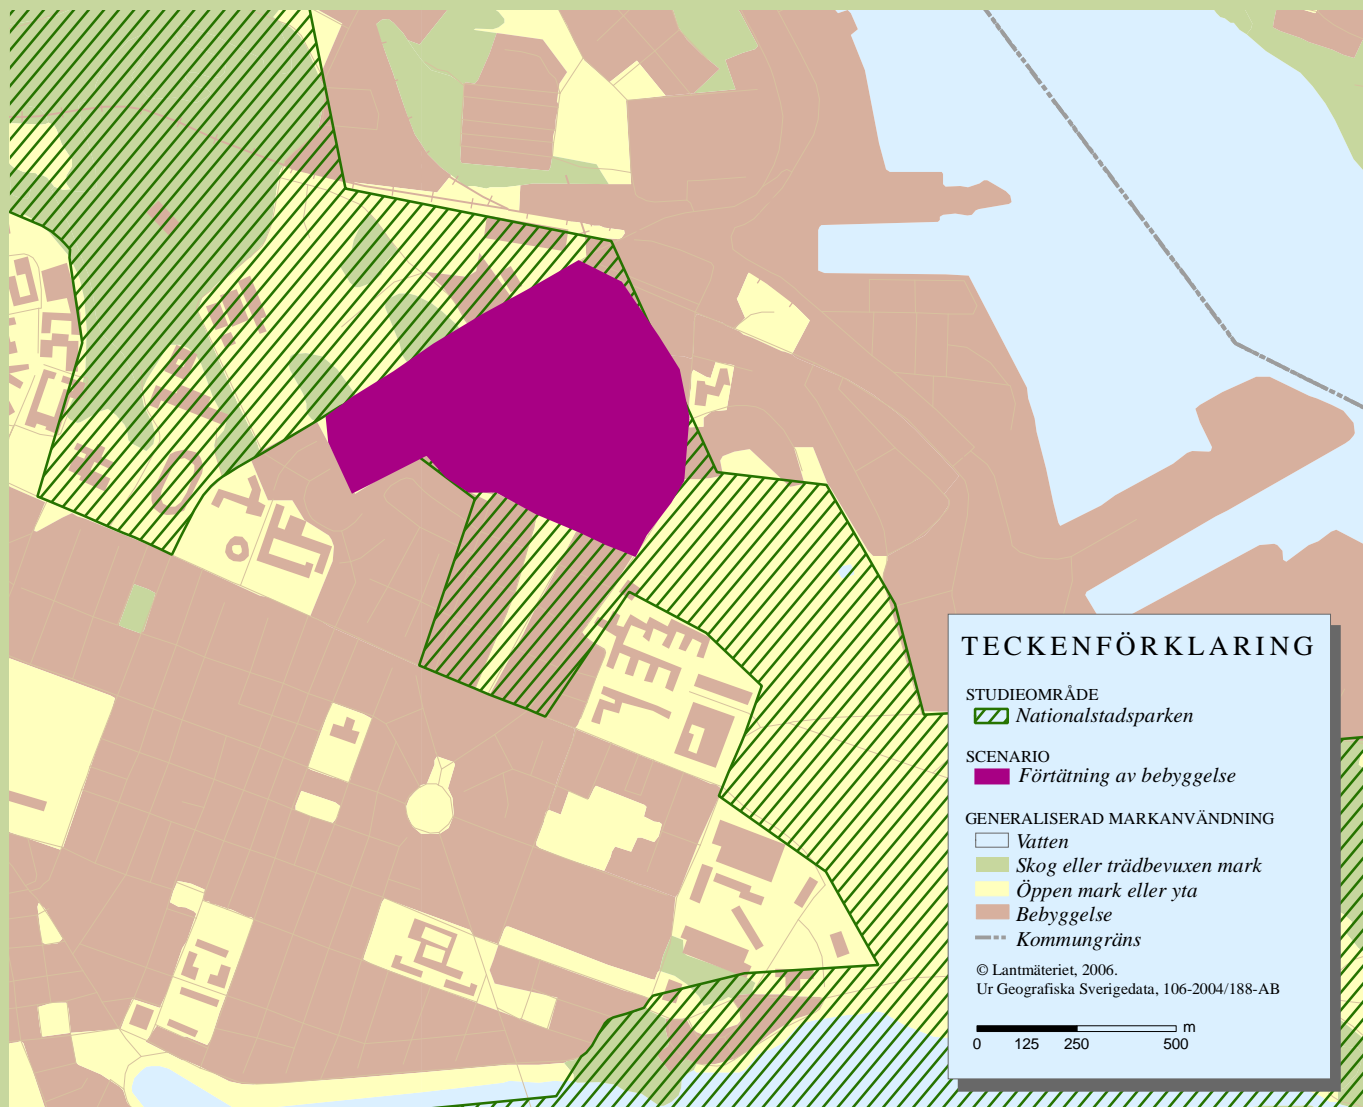 TECKENFÖRKLARING
STUDIEOMRÅDE
Nationalstadsparken
SCENARIO
Förtätning av bebyggelse
GENERALISERAD MARKANVÄNDNING
Vatten
Skog eller trädbevuxen mark
Öppen mark eller yta
Bebyggelse
Kommungräns
© Lantmäteriet, 2006.
Ur Geografiska Sverigedata, 106-2004/188-AB
m
0 125 250 500